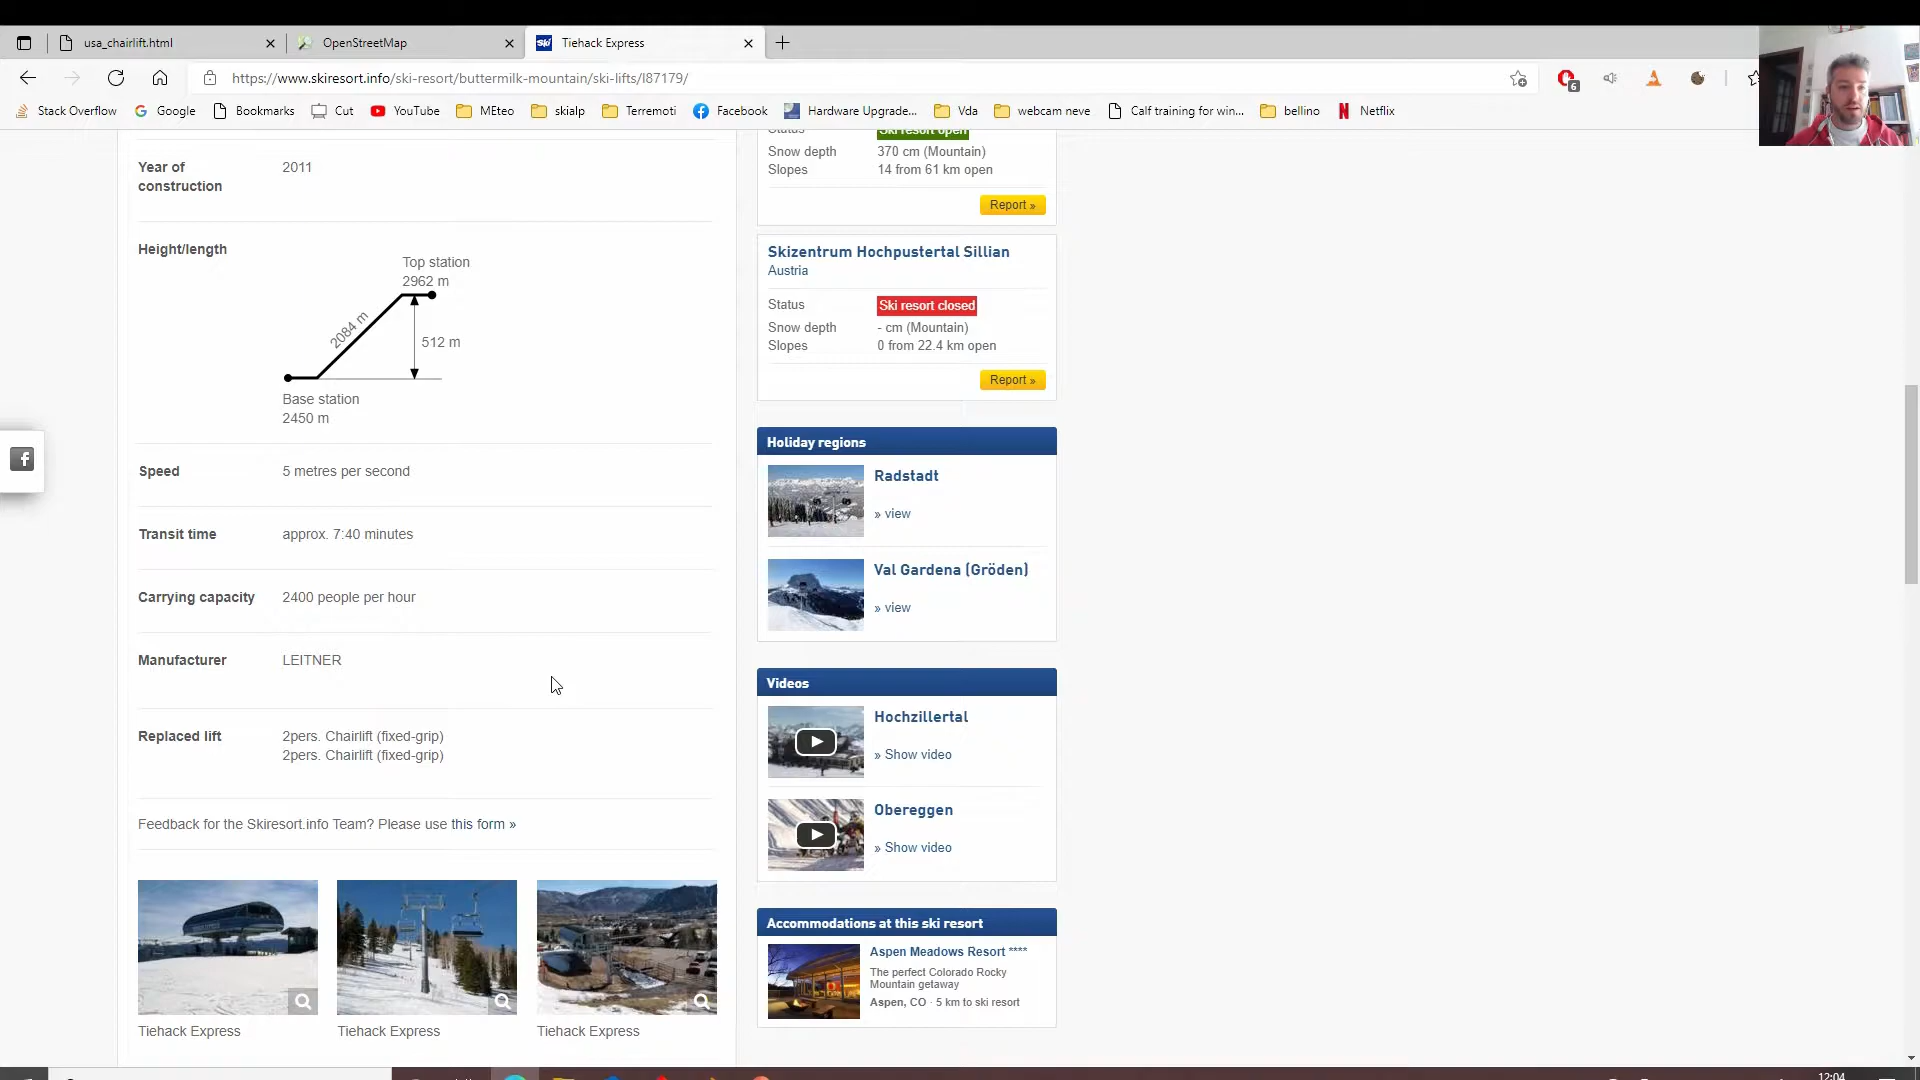 usa_chairlift.html
OpenStreetMap
Tiehack Express
https://www.skiresort.info/ski-resort/buttermilk-mountain/ski-lifts/l87179/
6
Stack Overflow
Google
Bookmarks
Cut
YouTube
MEteo
skialp
Terremoti
Facebook
Hardware Upgrade...
Vda
webcam neve
Calf training for win...
bellino
Netflix
Year of
construction
2011
Height/length
Top station
2962 m
2084 m
512 m
Base station
2450 m
Speed
5 metres per second
Transit time
approx. 7:40 minutes
Carrying capacity
2400 people per hour
Manufacturer
LEITNER
Replaced lift
2pers. Chairlift (fixed-grip)
2pers. Chairlift (fixed-grip)
Feedback for the Skiresort.info Team? Please use this form »
Tiehack Express
Tiehack Express
Tiehack Express
Status
Ski resort open
Snow depth
370 cm (Mountain)
Slopes
14 from 61 km open
Report »
Skizentrum Hochpustertal Sillian
Austria
Status
Ski resort closed
Snow depth
- cm (Mountain)
Slopes
0 from 22.4 km open
Report »
Holiday regions
Radstadt
» view
Val Gardena (Gröden)
» view
Videos
Hochzillertal
» Show video
Obereggen
» Show video
Accommodations at this ski resort
Aspen Meadows Resort ****
The perfect Colorado Rocky
Mountain getaway
Aspen, CO · 5 km to ski resort
12:04